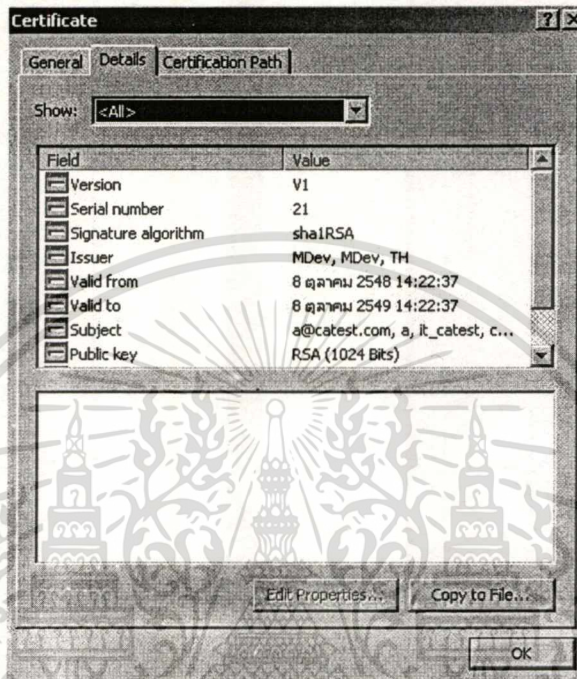 Certificate
General Details Certification Path
Show: <All>
Field Value
Version V1
Serial number 21
Signature algorithm sha1RSA
Issuer MDev, MDev, TH
Valid from 8 ตุลาคม 2548 14:22:37
Valid to 8 ตุลาคม 2549 14:22:37
Subject a@catest.com, a, it_catest, c...
Public key RSA (1024 Bits)
Edit Properties... Copy to File...
OK